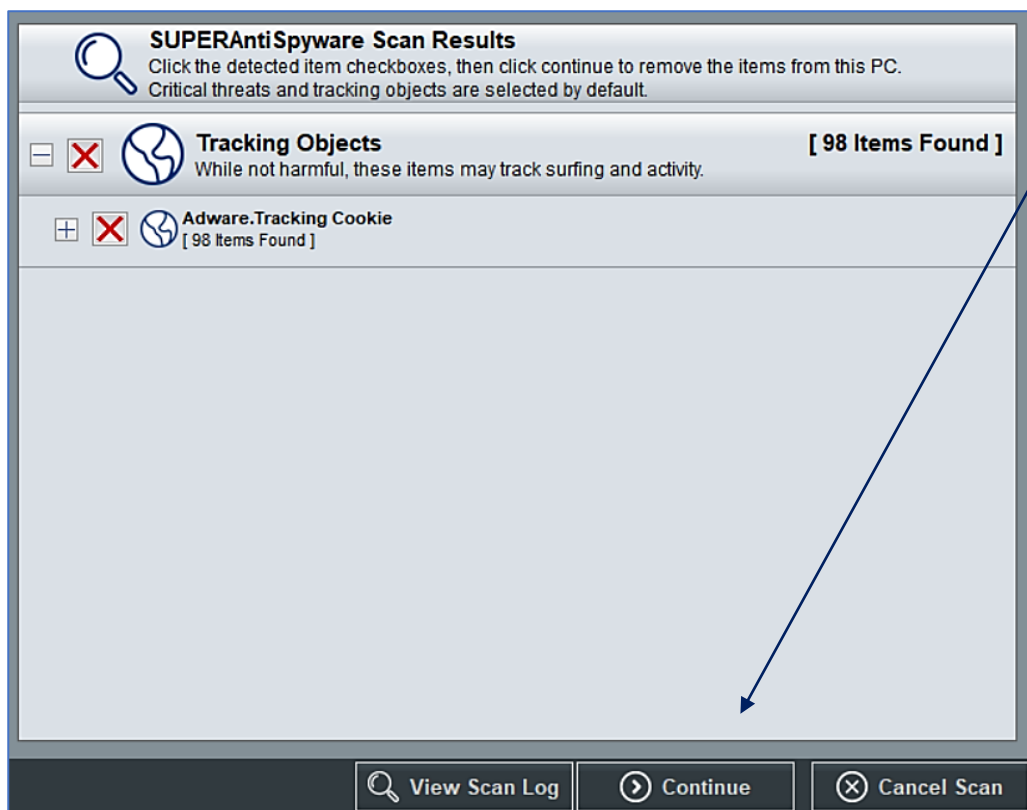 SUPERAntiSpyware Scan Results
Click the detected item checkboxes, then click continue to remove the items from this PC.
Critical threats and tracking objects are selected by default.
Tracking Objects
[ 98 Items Found ]
While not harmful, these items may track surfing and activity.
Adware.Tracking Cookie
[ 98 Items Found ]
View Scan Log
Continue
Cancel Scan